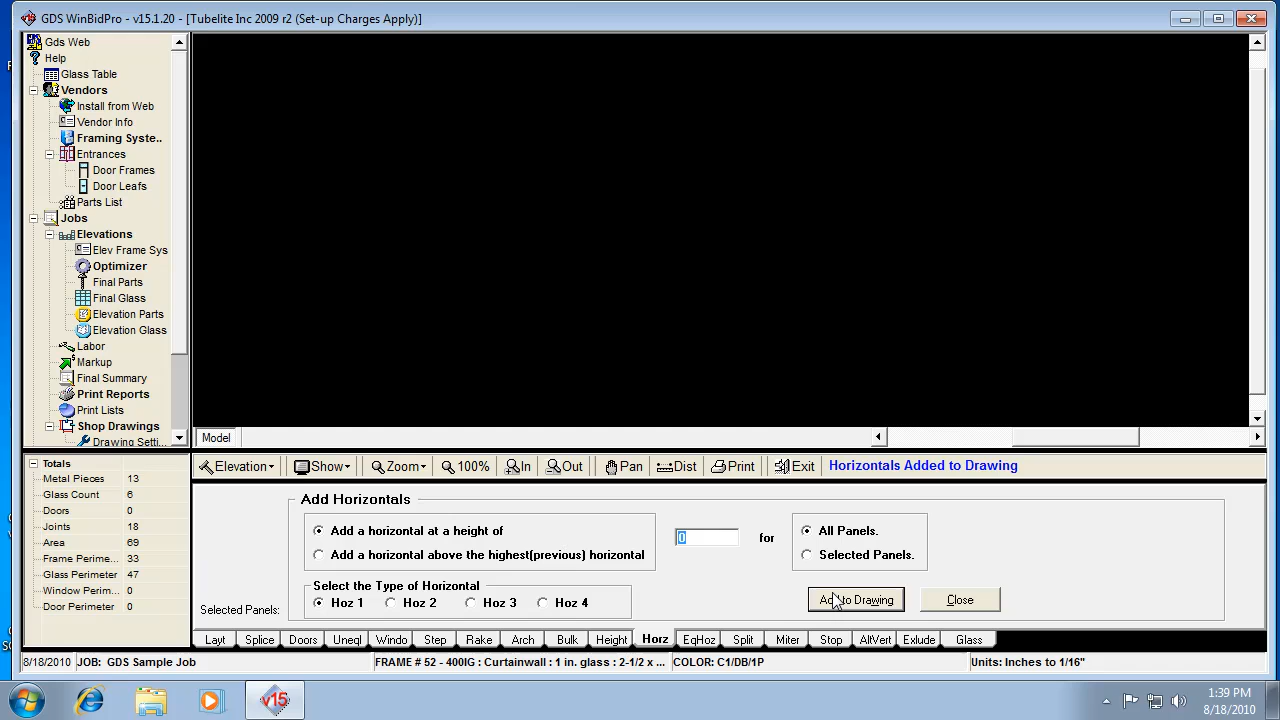 GDS WinBidPro - v15.1.20 - [Tubelite Inc 2009 r2 (Set-up Charges Apply)]
Gds Web
Help
Glass Table
Vendors
Install from Web
Vendor Info
Framing Syste..
Entrances
Door Frames
Door Leafs
Parts List
Jobs
Elevations
Elev Frame Sys
Optimizer
Final Parts
Final Glass
Elevation Parts
Elevation Glass
Labor
Markup
Final Summary
Print Reports
Print Lists
Shop Drawings
Drawing Setti...
Model
Elevation Show Zoom 100% In Out Pan Dist Print Exit Horizontals Added to Drawing
Totals
Metal Pieces 13
Glass Count 6
Doors 0
Joints 18
Area 69
Frame Perime... 33
Glass Perimeter 47
Window Perim... 0
Door Perimeter 0
Add Horizontals
Add a horizontal at a height of
Add a horizontal above the highest(previous) horizontal
0 for
All Panels.
Selected Panels.
Select the Type of Horizontal
Hoz 1 Hoz 2 Hoz 3 Hoz 4
Add to Drawing Close
Selected Panels:
Layt Splice Doors Uneql Windo Step Rake Arch Bulk Height Horz EqHoz Split Miter Stop AllVert Exlude Glass
8/18/2010 JOB: GDS Sample Job FRAME # 52 - 400IG : Curtainwall : 1 in. glass : 2-1/2 x ... COLOR: C1/DB/1P Units: Inches to 1/16"
v15
1:39 PM
8/18/2010